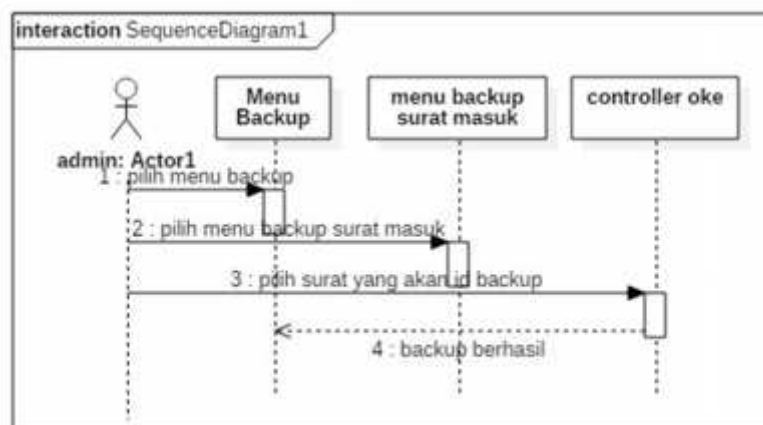 interaction SequenceDiagram1
Menu
Backup
menu backup
surat masuk
controller oke
admin: Actor1
1 : pilih menu backup
2 : pilih menu backup surat masuk
3 : pilih surat yang akan id backup
4 : backup berhasil